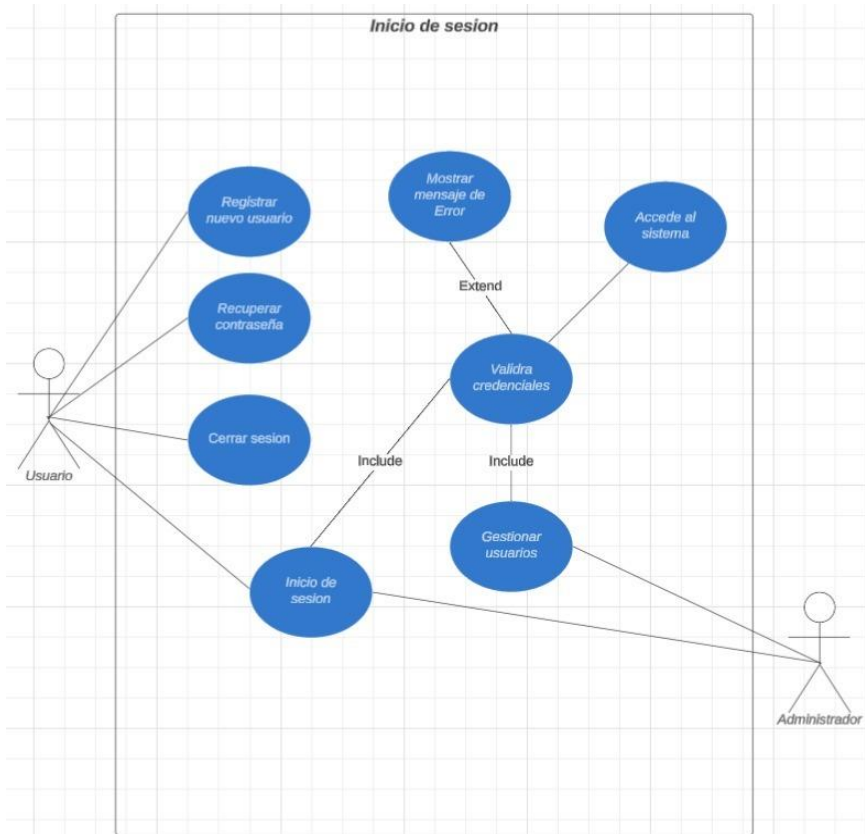 Inicio de sesion
Mostrar
mensaje de
Error
Registrar
nuevo usuario
Accede al
sistema
Extend
Recuperar
contraseña
Validra
credenciales
Cerrar sesion
Include
Include
Usuario
Gestionar
usuarios
Inicio de
sesion
Administrador